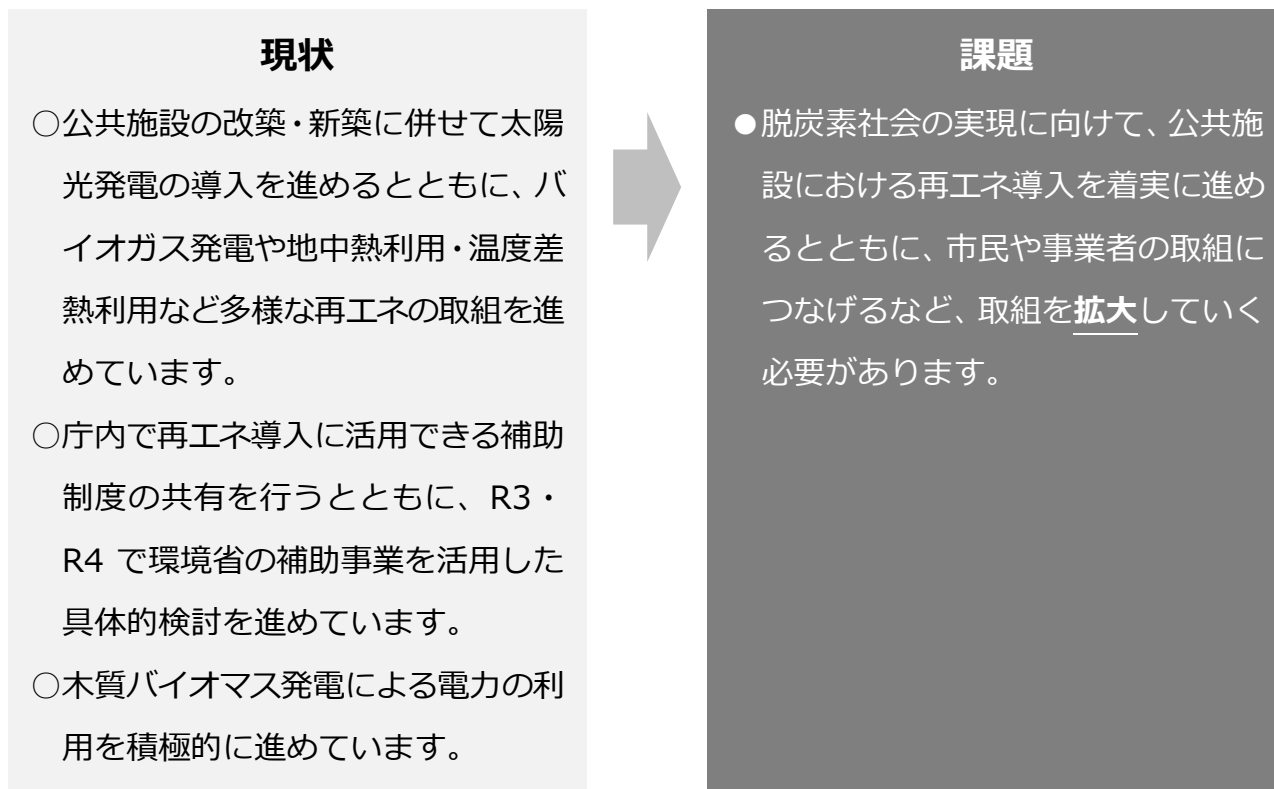 現状
○公共施設の改築・新築に併せて太陽
光発電の導入を進めるとともに、バ
イオガス発電や地中熱利用・温度差
熱利用など多様な再エネの取組を進
めています。
○庁内で再エネ導入に活用できる補助
制度の共有を行うとともに、R3・
R4 で環境省の補助事業を活用した
具体的検討を進めています。
○木質バイオマス発電による電力の利
用を積極的に進めています。
課題
●脱炭素社会の実現に向けて、公共施
設における再エネ導入を着実に進め
るとともに、市民や事業者の取組に
つなげるなど、取組を拡大していく
必要があります。